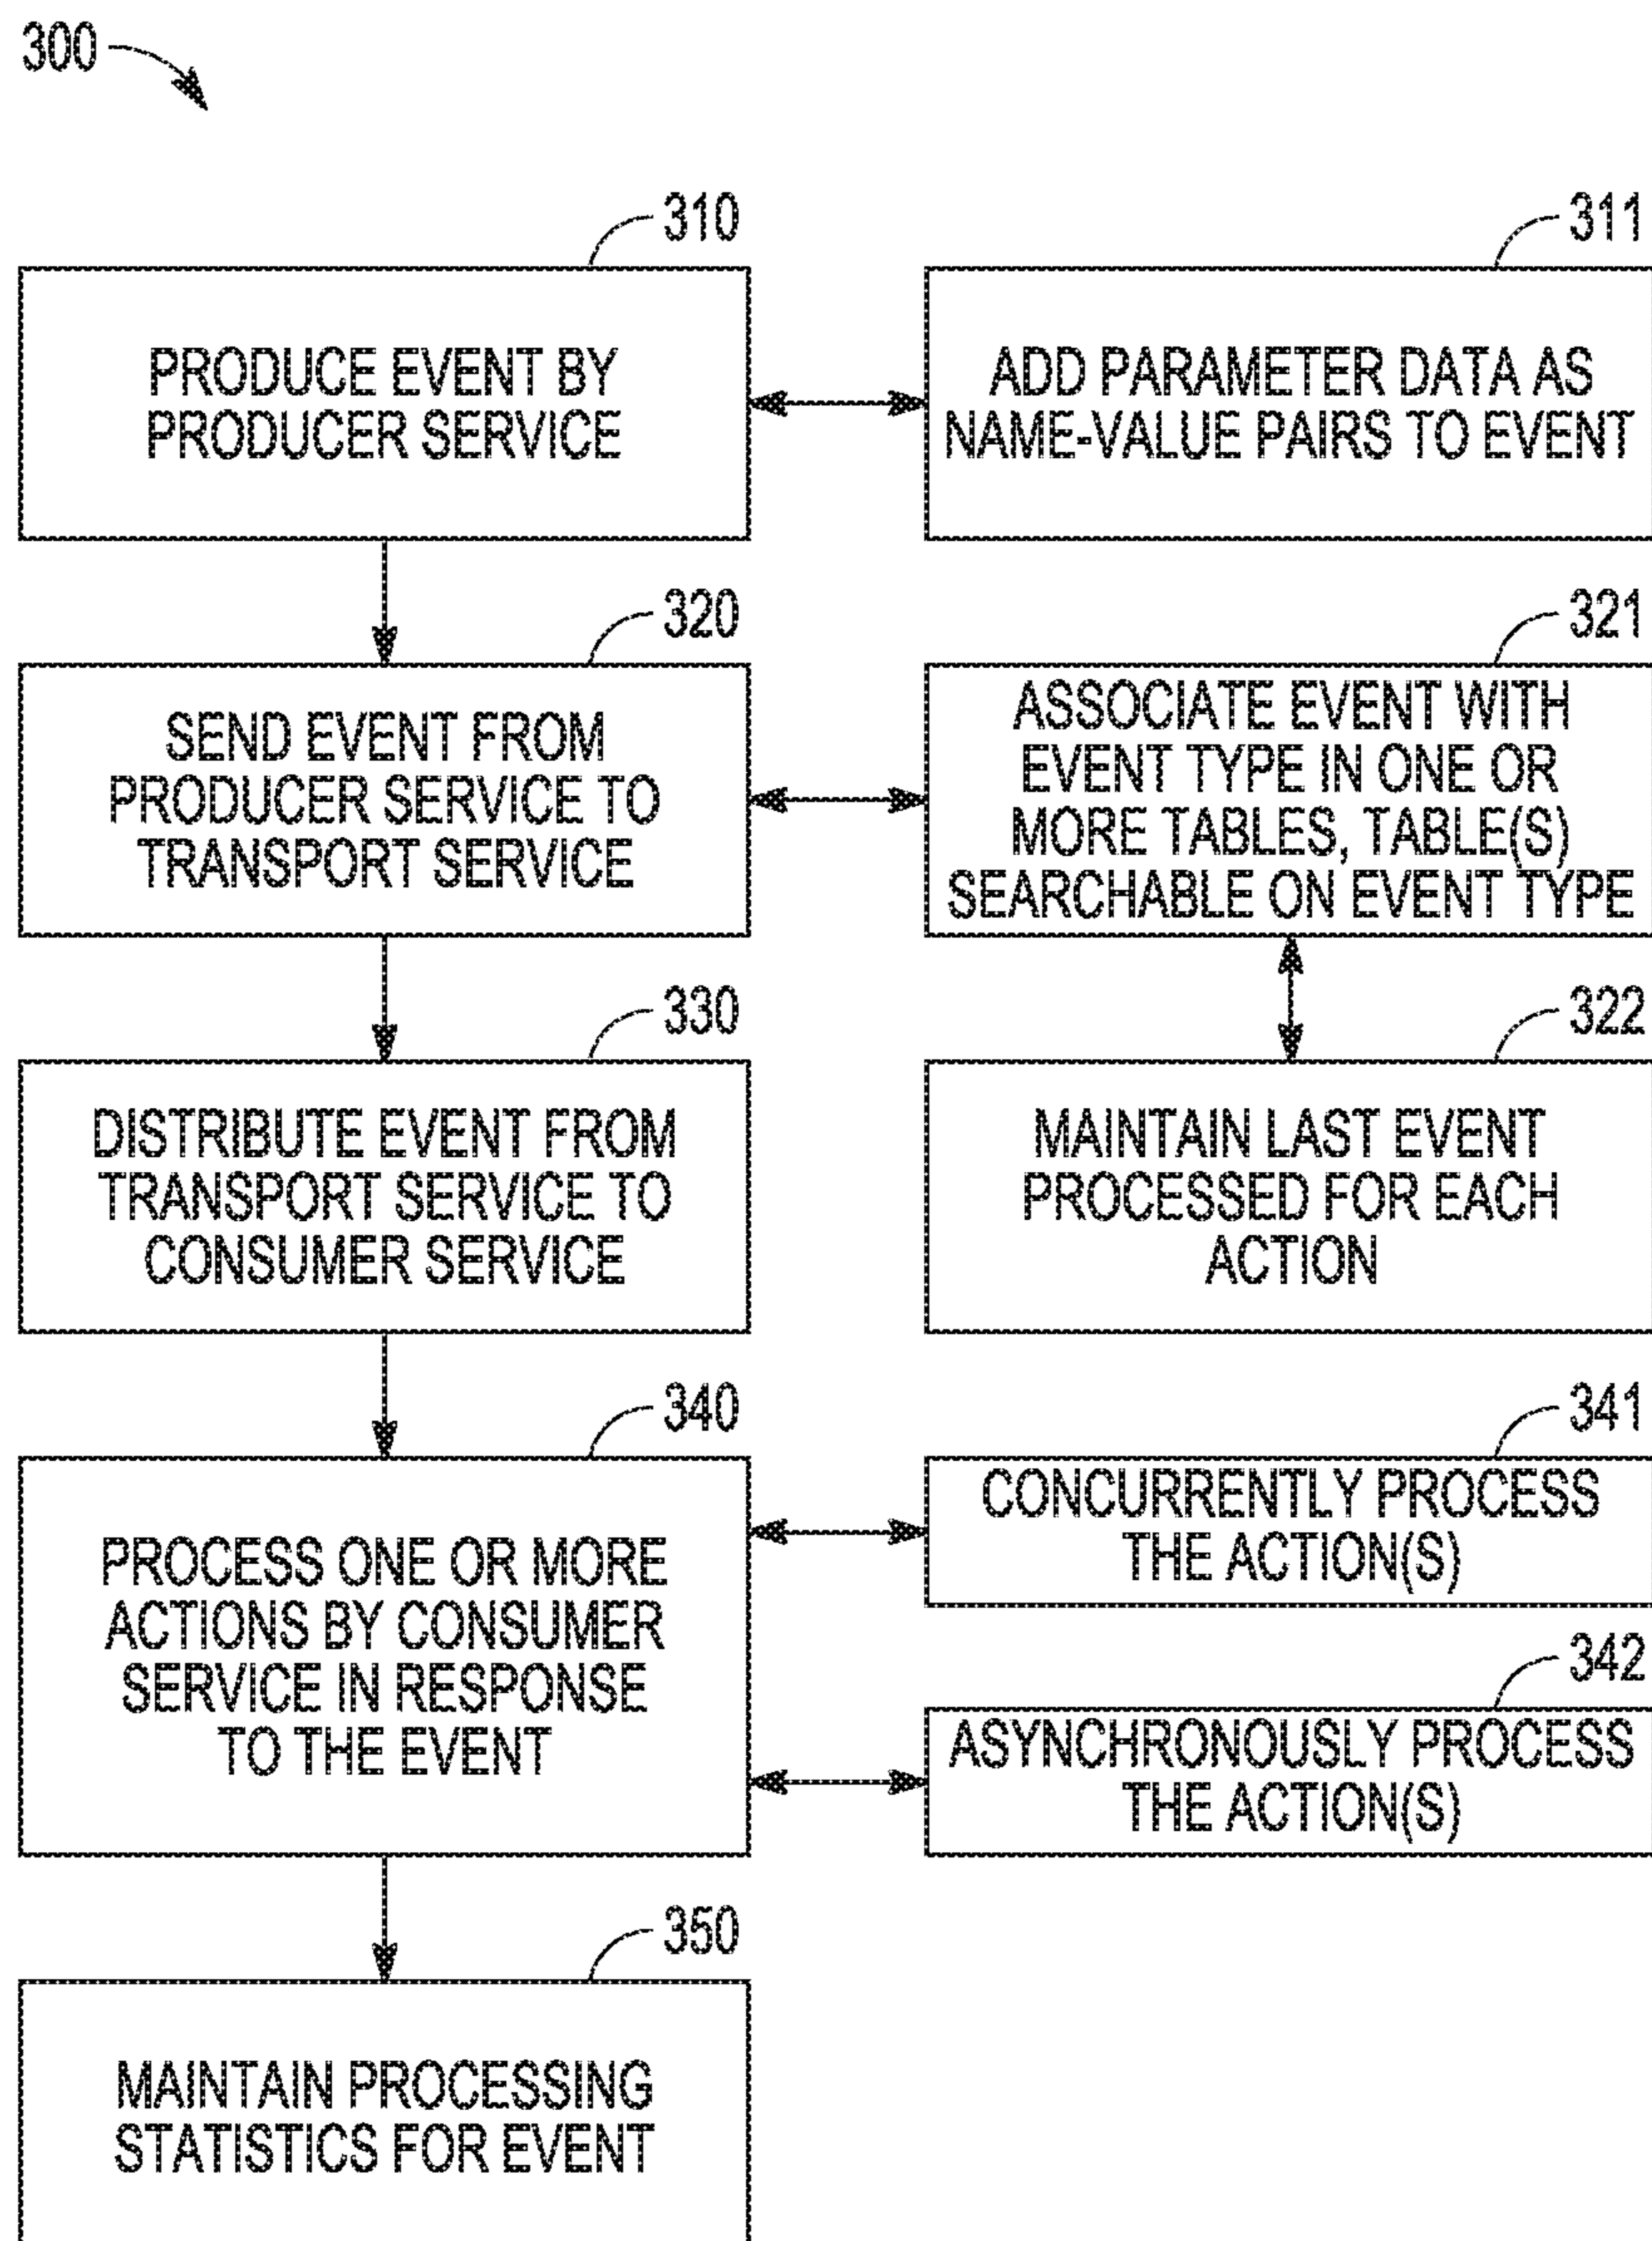 300
310
PRODUCE EVENT BY
PRODUCER SERVICE
311
ADD PARAMETER DATA AS
NAME-VALUE PAIRS TO EVENT
320
SEND EVENT FROM
PRODUCER SERVICE TO
TRANSPORT SERVICE
321
ASSOCIATE EVENT WITH
EVENT TYPE IN ONE OR
MORE TABLES, TABLE(S)
SEARCHABLE ON EVENT TYPE
330
DISTRIBUTE EVENT FROM
TRANSPORT SERVICE TO
CONSUMER SERVICE
322
MAINTAIN LAST EVENT
PROCESSED FOR EACH
ACTION
340
PROCESS ONE OR MORE
ACTIONS BY CONSUMER
SERVICE IN RESPONSE
TO THE EVENT
341
CONCURRENTLY PROCESS
THE ACTION(S)
342
ASYNCHRONOUSLY PROCESS
THE ACTION(S)
350
MAINTAIN PROCESSING
STATISTICS FOR EVENT